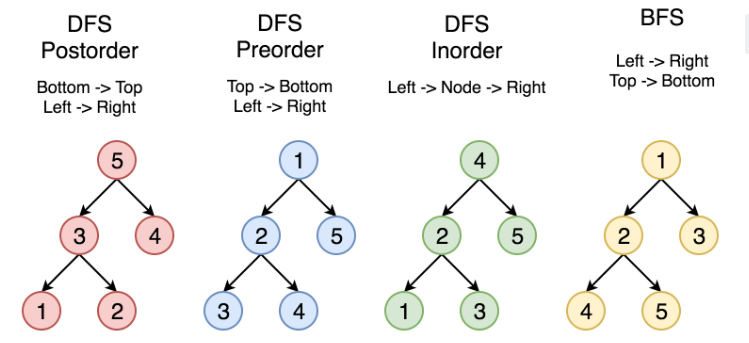 DFS
Postorder
Bottom -> Top
Left -> Right
5
3
4
1
2
DFS
Preorder
Top -> Bottom
Left -> Right
1
2
5
3
4
DFS
Inorder
Left -> Node -> Right
4
2
5
1
3
BFS
Left -> Right
Top -> Bottom
1
2
3
4
5